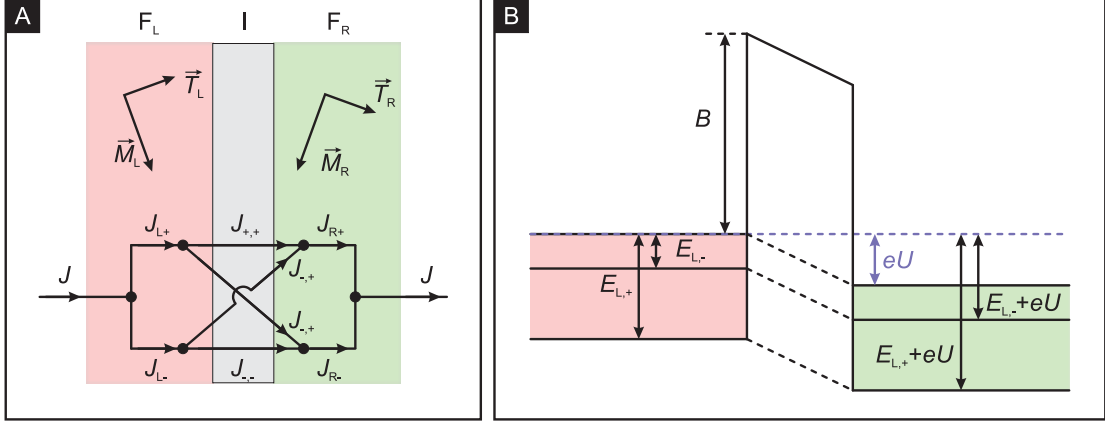 A
F_L I F_R
T_L
T_R
M_L
M_R
J_L+ J_+,+ J_R+
J J_-,+ J
J_-,+
J_L- J_-,- J_R-
B
B
E_L,-
eU
E_L,+
E_L,-+eU
E_L,++eU